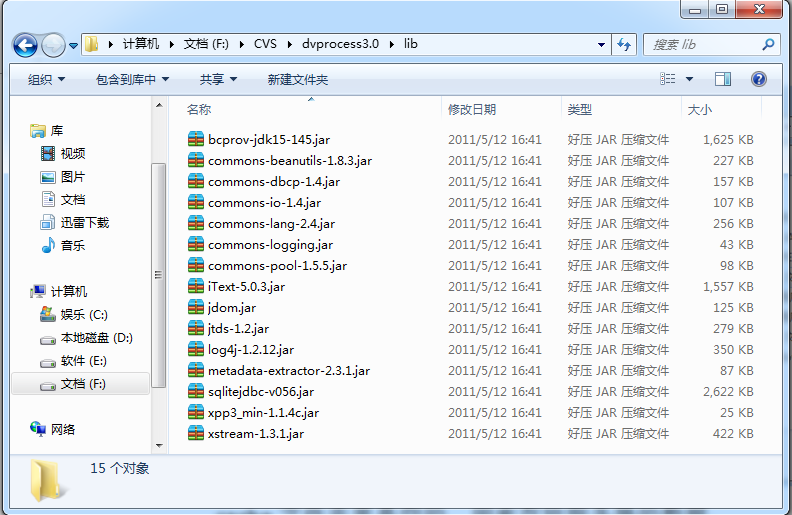 计算机 文档 (F:) CVS dvprocess3.0 lib 搜索 lib
组织 包含到库中 共享 新建文件夹
库
视频
图片
文档
迅雷下载
音乐
计算机
娱乐 (C:)
本地磁盘 (D:)
软件 (E:)
文档 (F:)
网络
名称 修改日期 类型 大小
bcprov-jdk15-145.jar 2011/5/12 16:41 好压 JAR 压缩文件 1,625 KB
commons-beanutils-1.8.3.jar 2011/5/12 16:41 好压 JAR 压缩文件 227 KB
commons-dbcp-1.4.jar 2011/5/12 16:41 好压 JAR 压缩文件 157 KB
commons-io-1.4.jar 2011/5/12 16:41 好压 JAR 压缩文件 107 KB
commons-lang-2.4.jar 2011/5/12 16:41 好压 JAR 压缩文件 256 KB
commons-logging.jar 2011/5/12 16:41 好压 JAR 压缩文件 43 KB
commons-pool-1.5.5.jar 2011/5/12 16:41 好压 JAR 压缩文件 98 KB
iText-5.0.3.jar 2011/5/12 16:41 好压 JAR 压缩文件 1,557 KB
jdom.jar 2011/5/12 16:41 好压 JAR 压缩文件 125 KB
jtds-1.2.jar 2011/5/12 16:41 好压 JAR 压缩文件 279 KB
log4j-1.2.12.jar 2011/5/12 16:41 好压 JAR 压缩文件 350 KB
metadata-extractor-2.3.1.jar 2011/5/12 16:41 好压 JAR 压缩文件 87 KB
sqlitejdbc-v056.jar 2011/5/12 16:41 好压 JAR 压缩文件 2,622 KB
xpp3_min-1.1.4c.jar 2011/5/12 16:41 好压 JAR 压缩文件 25 KB
xstream-1.3.1.jar 2011/5/12 16:41 好压 JAR 压缩文件 422 KB
15 个对象